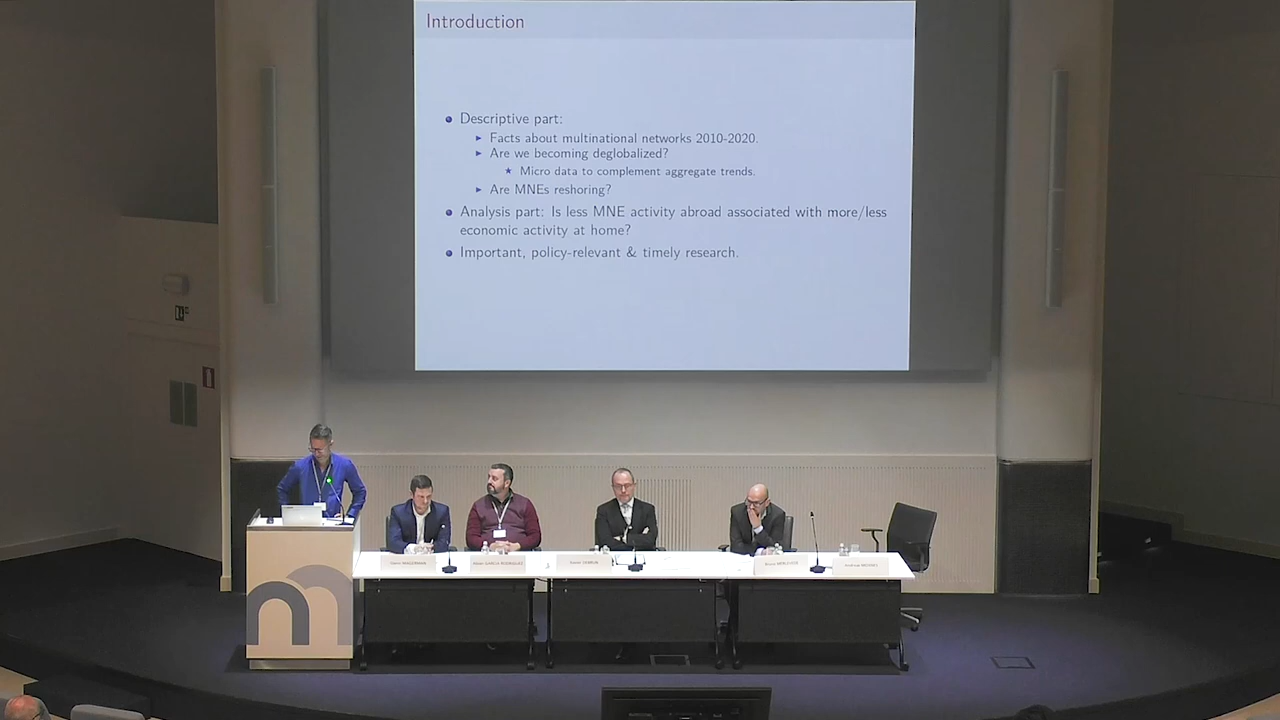 Introduction
Descriptive part:
Facts about multinational networks 2010-2020.
Are we becoming deglobalized?
Micro data to complement aggregate trends.
Are MNEs reshoring?
Analysis part: Is less MNE activity abroad associated with more/less
economic activity at home?
Important, policy-relevant & timely research.